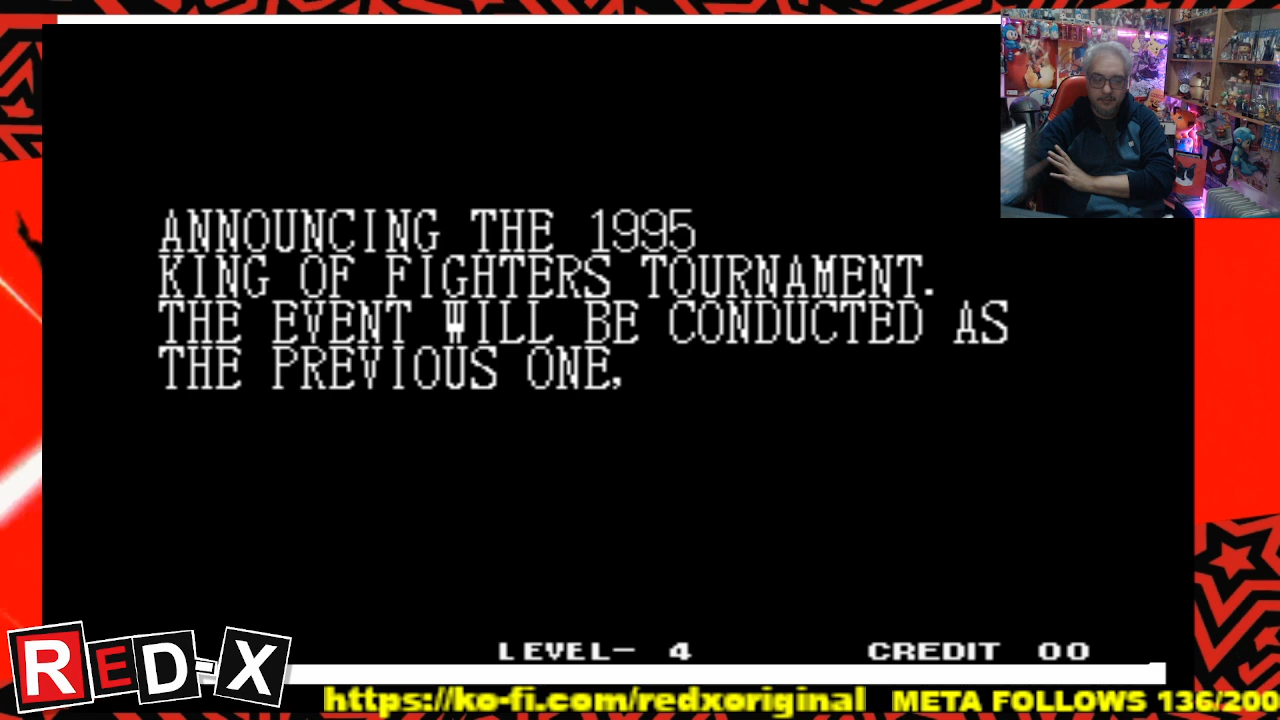 ANNOUNCING THE 1995
KING OF FIGHTERS TOURNAMENT.
THE EVENT WILL BE CONDUCTED AS
THE PREVIOUS ONE,
LEVEL- 4 CREDIT 00
RED-X
https://ko-fi.com/redxoriginal META FOLLOWS 136/200